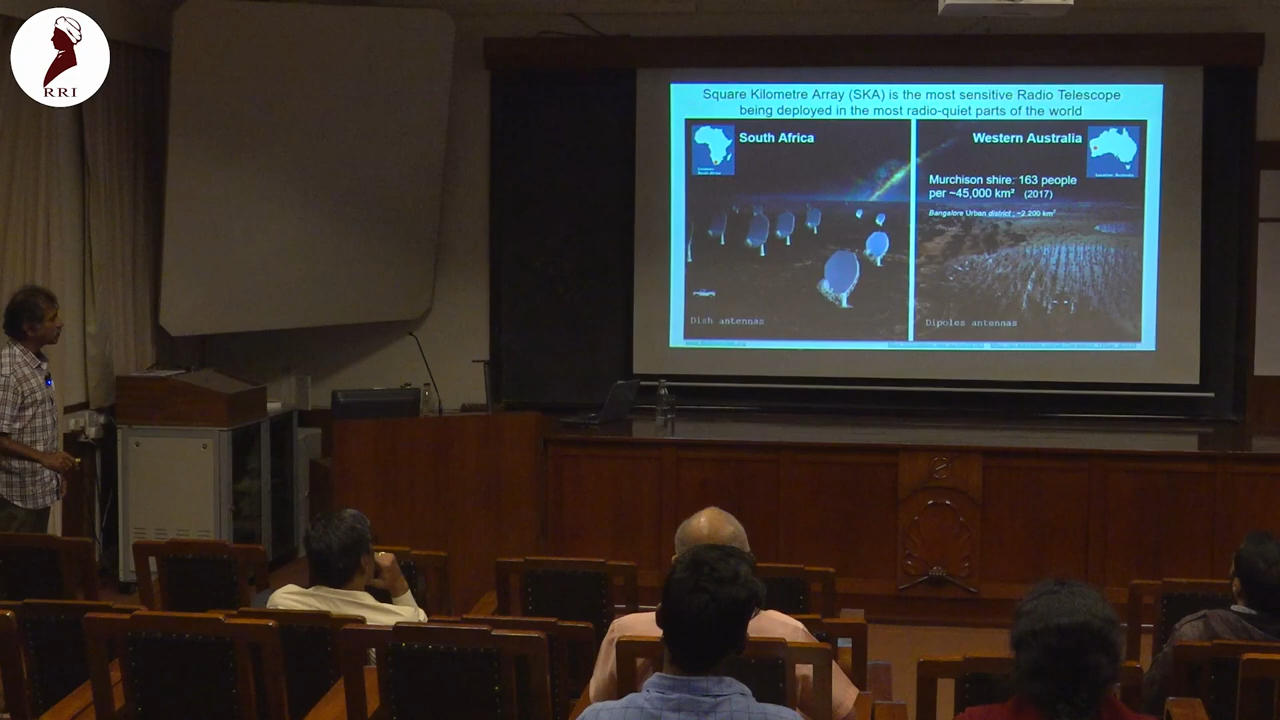 RRI
Square Kilometre Array (SKA) is the most sensitive Radio Telescope
being deployed in the most radio-quiet parts of the world
South Africa
Western Australia
Murchison shire: 163 people
per ~45,000 km² (2017)
Bangalore Urban district : ~2,200 km²
Dish antennas
Dipoles antennas